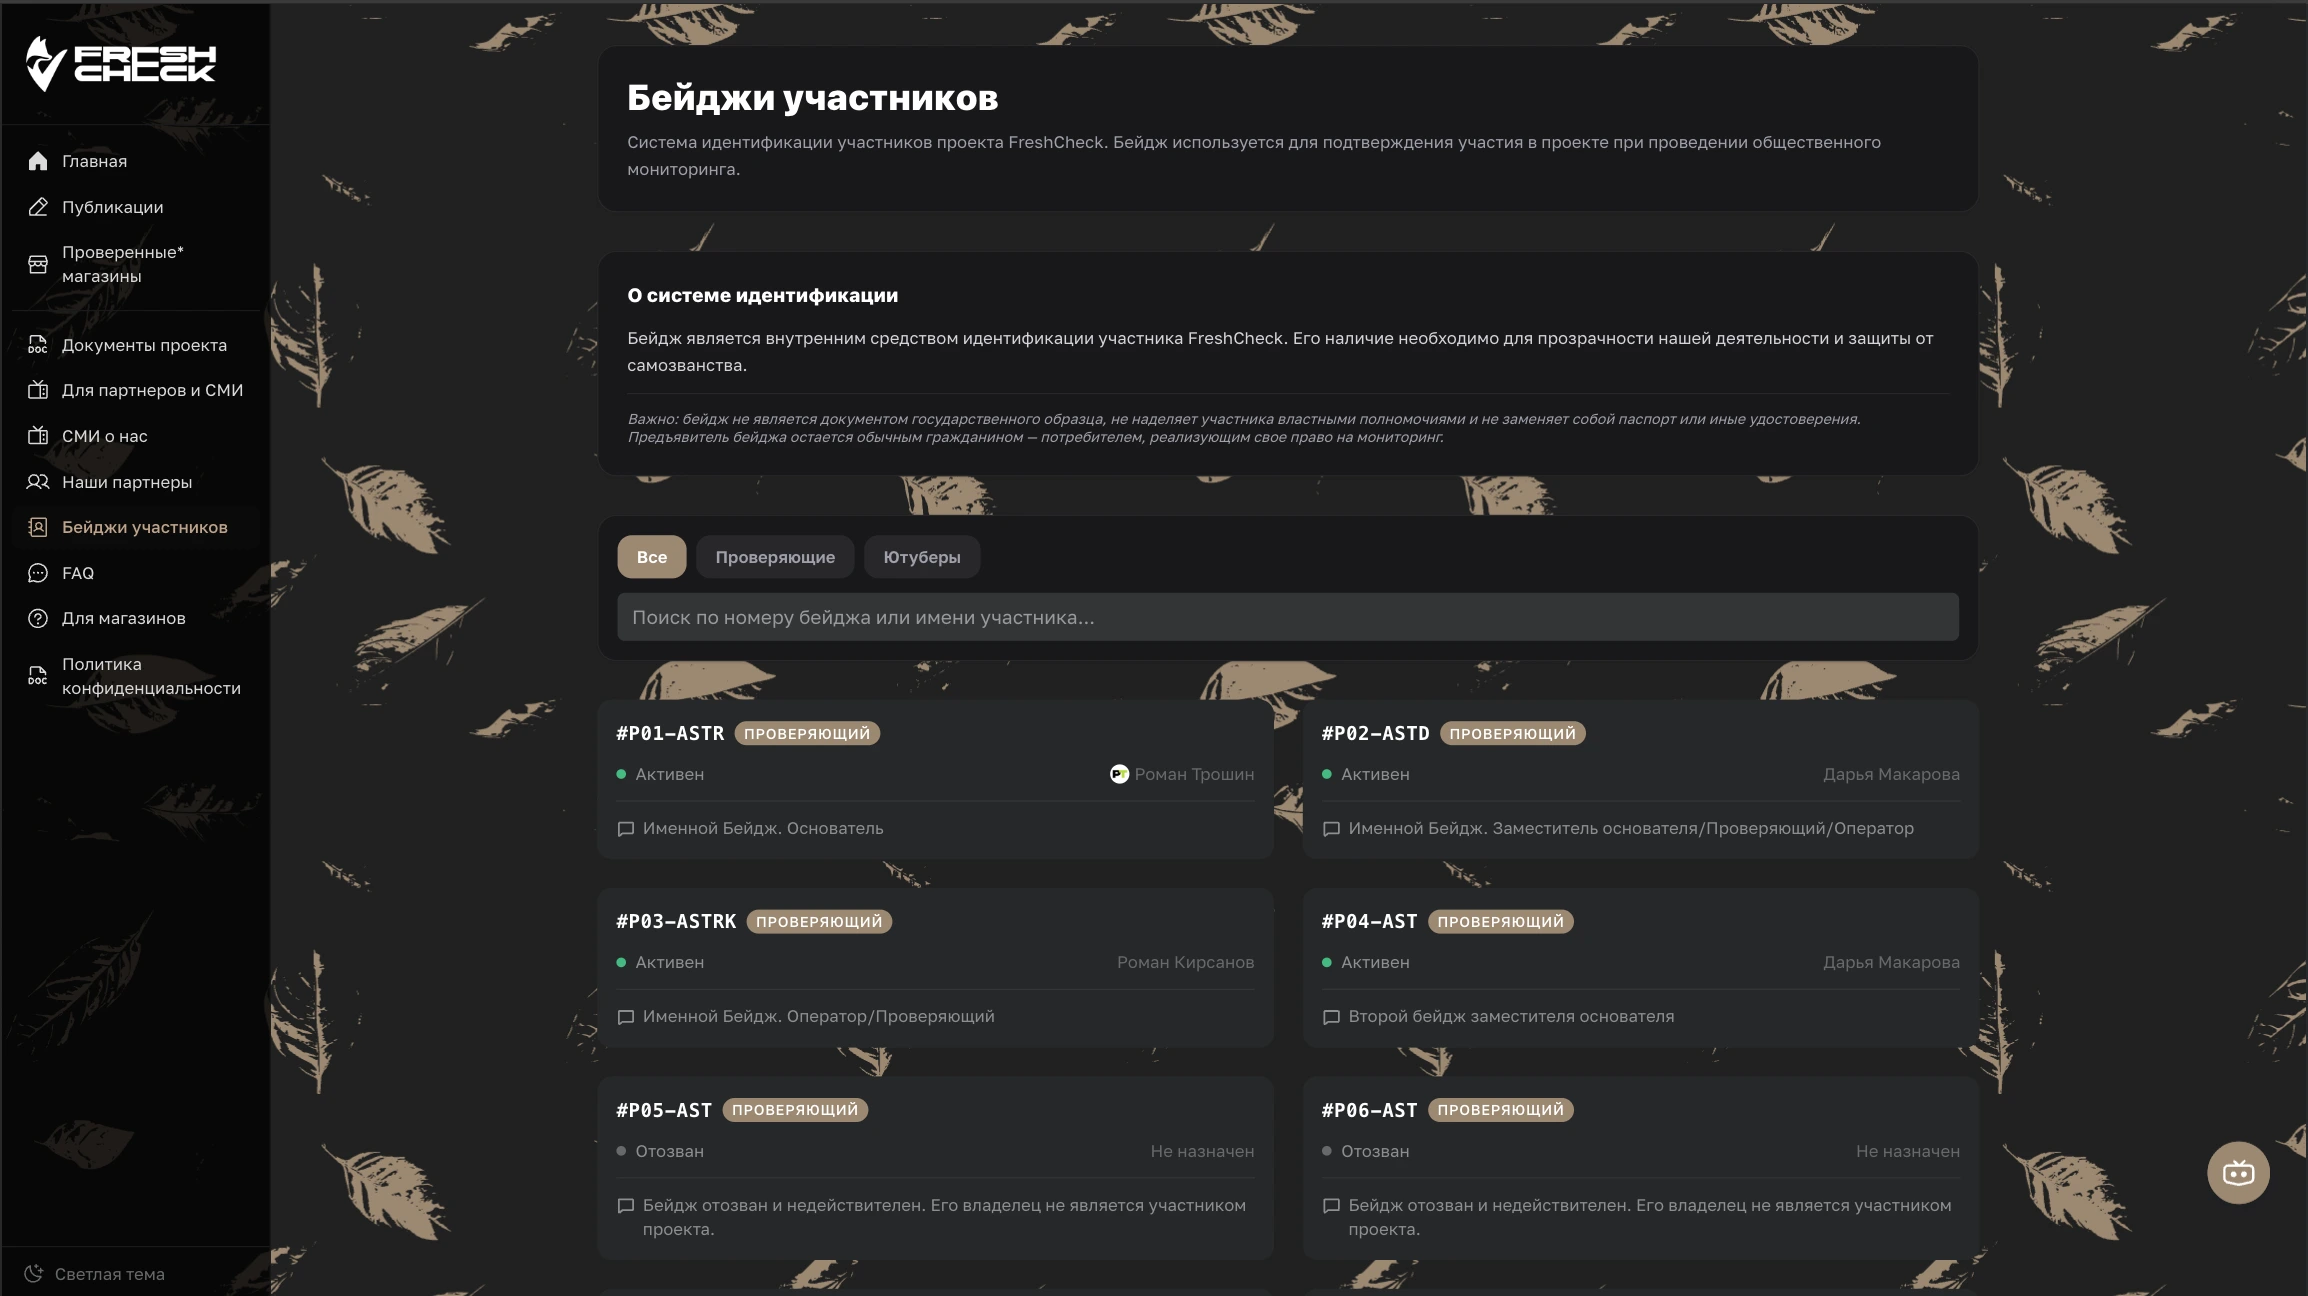 FRESH
CHECK
Главная
Публикации
Проверенные*
магазины
Документы проекта
Для партнеров и СМИ
СМИ о нас
Наши партнеры
Бейджи участников
FAQ
Для магазинов
Политика
конфиденциальности
Светлая тема
Бейджи участников
Система идентификации участников проекта FreshCheck. Бейдж используется для подтверждения участия в проекте при проведении общественного
мониторинга.
О системе идентификации
Бейдж является внутренним средством идентификации участника FreshCheck. Его наличие необходимо для прозрачности нашей деятельности и защиты от
самозванства.
Важно: бейдж не является документом государственного образца, не наделяет участника властными полномочиями и не заменяет собой паспорт или иные удостоверения.
Предъявитель бейджа остается обычным гражданином — потребителем, реализующим свое право на мониторинг.
Все Проверяющие Ютуберы
Поиск по номеру бейджа или имени участника...
#P01-ASTR ПРОВЕРЯЮЩИЙ
Активен РТ Роман Трошин
Именной Бейдж. Основатель
#P02-ASTD ПРОВЕРЯЮЩИЙ
Активен Дарья Макарова
Именной Бейдж. Заместитель основателя/Проверяющий/Оператор
#P03-ASTRK ПРОВЕРЯЮЩИЙ
Активен Роман Кирсанов
Именной Бейдж. Оператор/Проверяющий
#P04-AST ПРОВЕРЯЮЩИЙ
Активен Дарья Макарова
Второй бейдж заместителя основателя
#P05-AST ПРОВЕРЯЮЩИЙ
Отозван Не назначен
Бейдж отозван и недействителен. Его владелец не является участником
проекта.
#P06-AST ПРОВЕРЯЮЩИЙ
Отозван Не назначен
Бейдж отозван и недействителен. Его владелец не является участником
проекта.